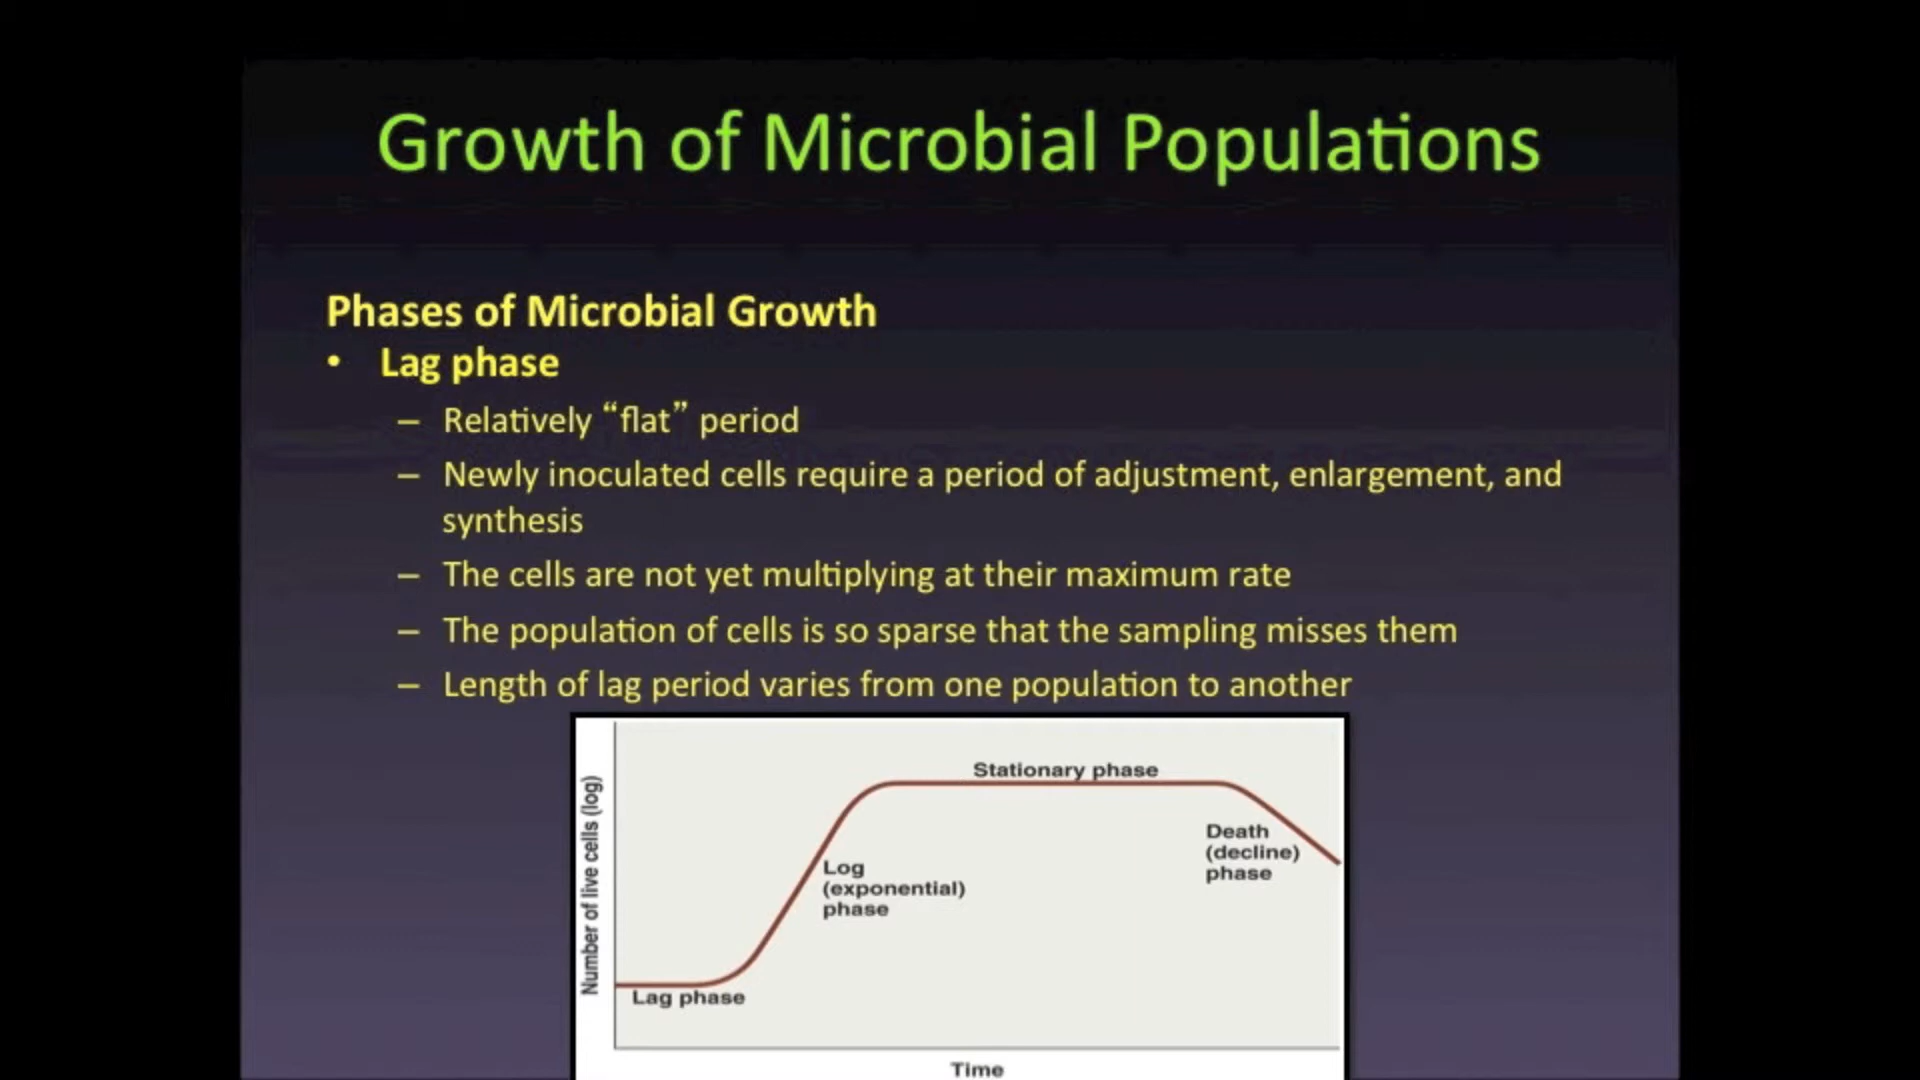 Growth of Microbial Populations
Phases of Microbial Growth
• Lag phase
– Relatively “flat” period
– Newly inoculated cells require a period of adjustment, enlargement, and
synthesis
– The cells are not yet multiplying at their maximum rate
– The population of cells is so sparse that the sampling misses them
– Length of lag period varies from one population to another
Number of live cells (log)
Stationary phase
Death
(decline)
phase
Log
(exponential)
phase
Lag phase
Time